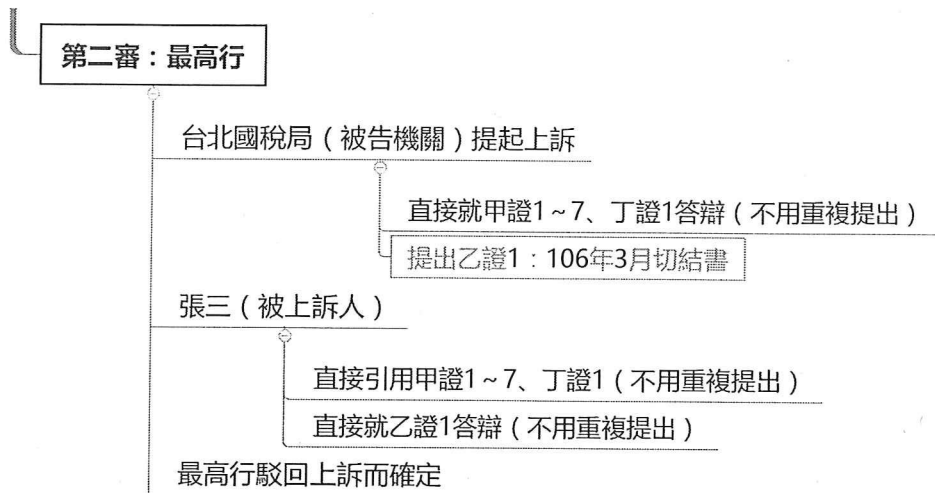 第二審：最高行
台北國稅局（被告機關）提起上訴
直接就甲證1~7、丁證1答辯（不用重複提出）
提出乙證1：106年3月切結書
張三（被上訴人）
直接引用甲證1~7、丁證1（不用重複提出）
直接就乙證1答辯（不用重複提出）
最高行駁回上訴而確定